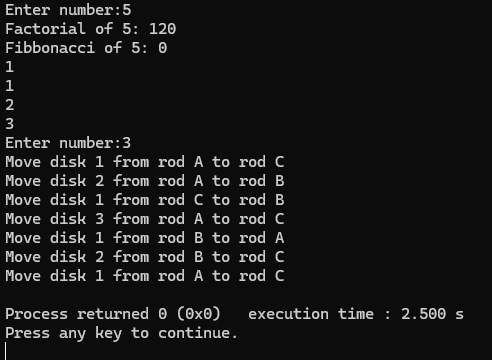 Enter number:5
Factorial of 5: 120
Fibbonacci of 5: 0
1
1
2
3
Enter number:3
Move disk 1 from rod A to rod C
Move disk 2 from rod A to rod B
Move disk 1 from rod C to rod B
Move disk 3 from rod A to rod C
Move disk 1 from rod B to rod A
Move disk 2 from rod B to rod C
Move disk 1 from rod A to rod C
Process returned 0 (0x0)   execution time : 2.500 s
Press any key to continue.